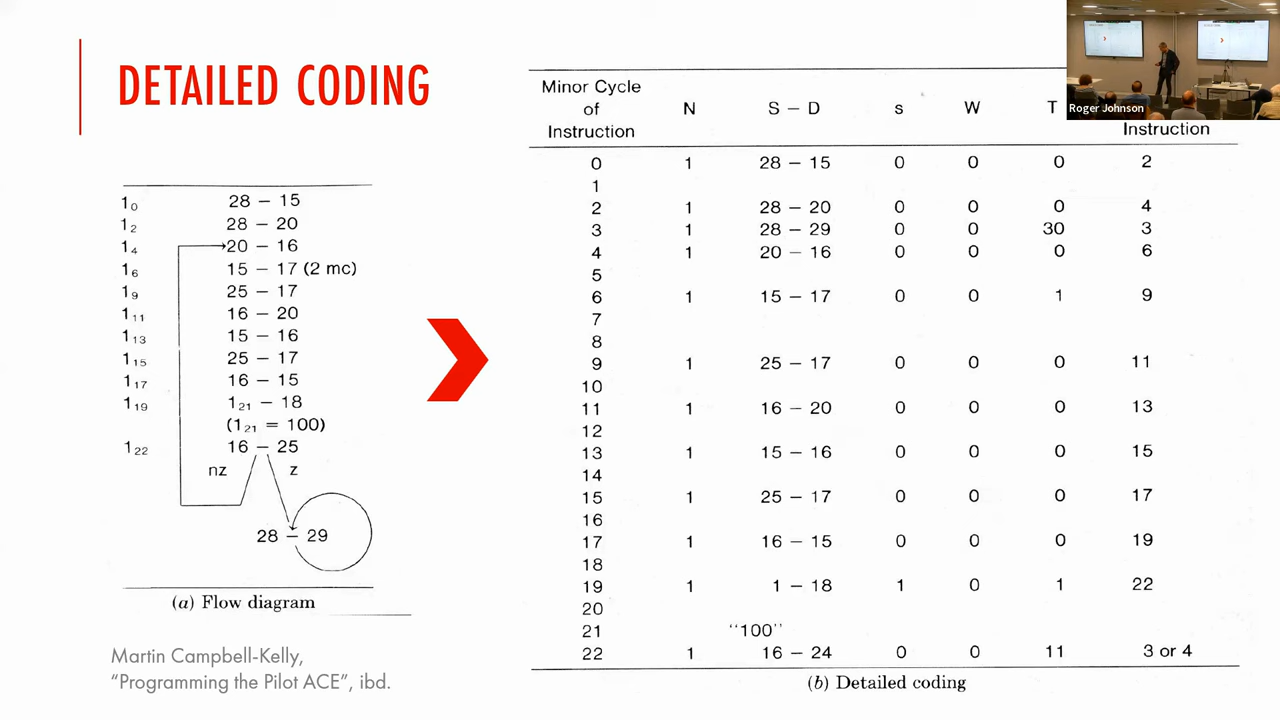 DETAILED CODING
1₀ 28 – 15
1₂ 28 – 20
1₄ 20 – 16
1₆ 15 – 17 (2 mc)
1₉ 25 – 17
1₁₁ 16 – 20
1₁₃ 15 – 16
1₁₅ 25 – 17
1₁₇ 16 – 15
1₁₉ 1₂₁ – 18
(1₂₁ = 100)
1₂₂ 16 – 25
nz z
28 – 29
(a) Flow diagram
Martin Campbell-Kelly,
“Programming the Pilot ACE”, ibd.
Minor Cycle
of N S – D s W T
Instruction Instruction
0 1 28 – 15 0 0 0 2
1
2 1 28 – 20 0 0 0 4
3 1 28 – 29 0 0 30 3
4 1 20 – 16 0 0 0 6
5
6 1 15 – 17 0 0 1 9
7
8
9 1 25 – 17 0 0 0 11
10
11 1 16 – 20 0 0 0 13
12
13 1 15 – 16 0 0 0 15
14
15 1 25 – 17 0 0 0 17
16
17 1 16 – 15 0 0 0 19
18
19 1 1 – 18 1 0 1 22
20
21 “100”
22 1 16 – 24 0 0 11 3 or 4
(b) Detailed coding
Roger Johnson